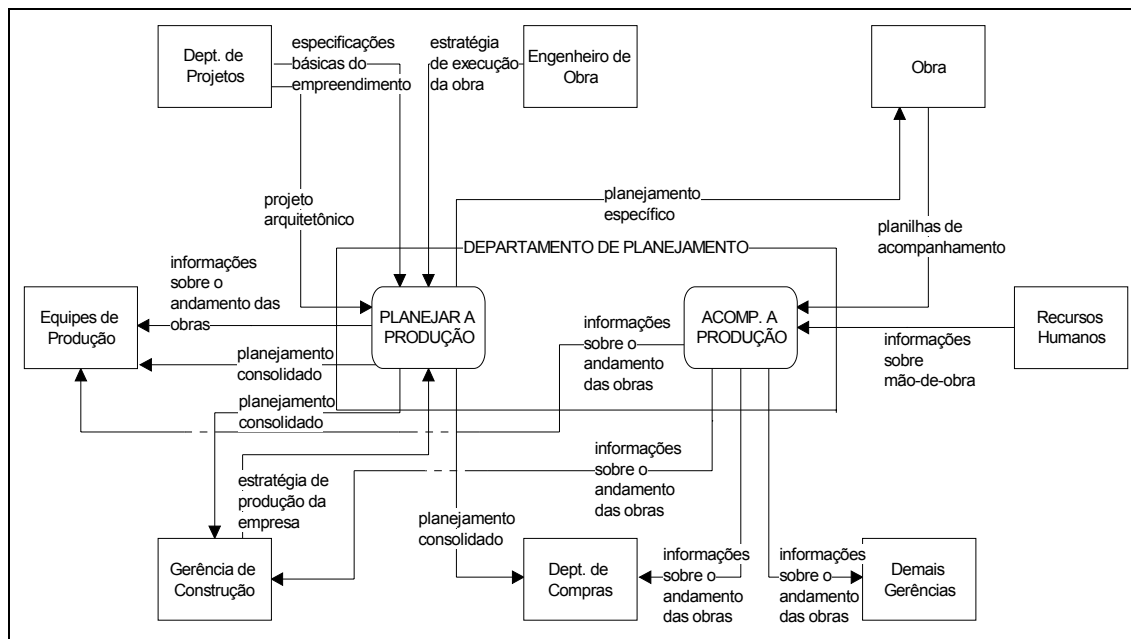 Dept. de
Projetos
especificações
básicas do
empreendimento
estratégia
de execução
da obra
Engenheiro de
Obra
Obra
projeto
arquitetônico
planejamento
específico
planilhas de
acompanhamento
DEPARTAMENTO DE PLANEJAMENTO
informações
sobre o
andamento das
obras
Equipes de
Produção
PLANEJAR A
PRODUÇÃO
informações
sobre o
andamento
das obras
ACOMP. A
PRODUÇÃO
Recursos
Humanos
informações
sobre
mão-de-obra
planejamento
consolidado
planejamento
consolidado
estratégia de
produção da
empresa
informações
sobre o
andamento
das obras
planejamento
consolidado
Gerência de
Construção
Dept. de
Compras
informações
sobre o
andamento
das obras
informações
sobre o
andamento
das obras
Demais
Gerências